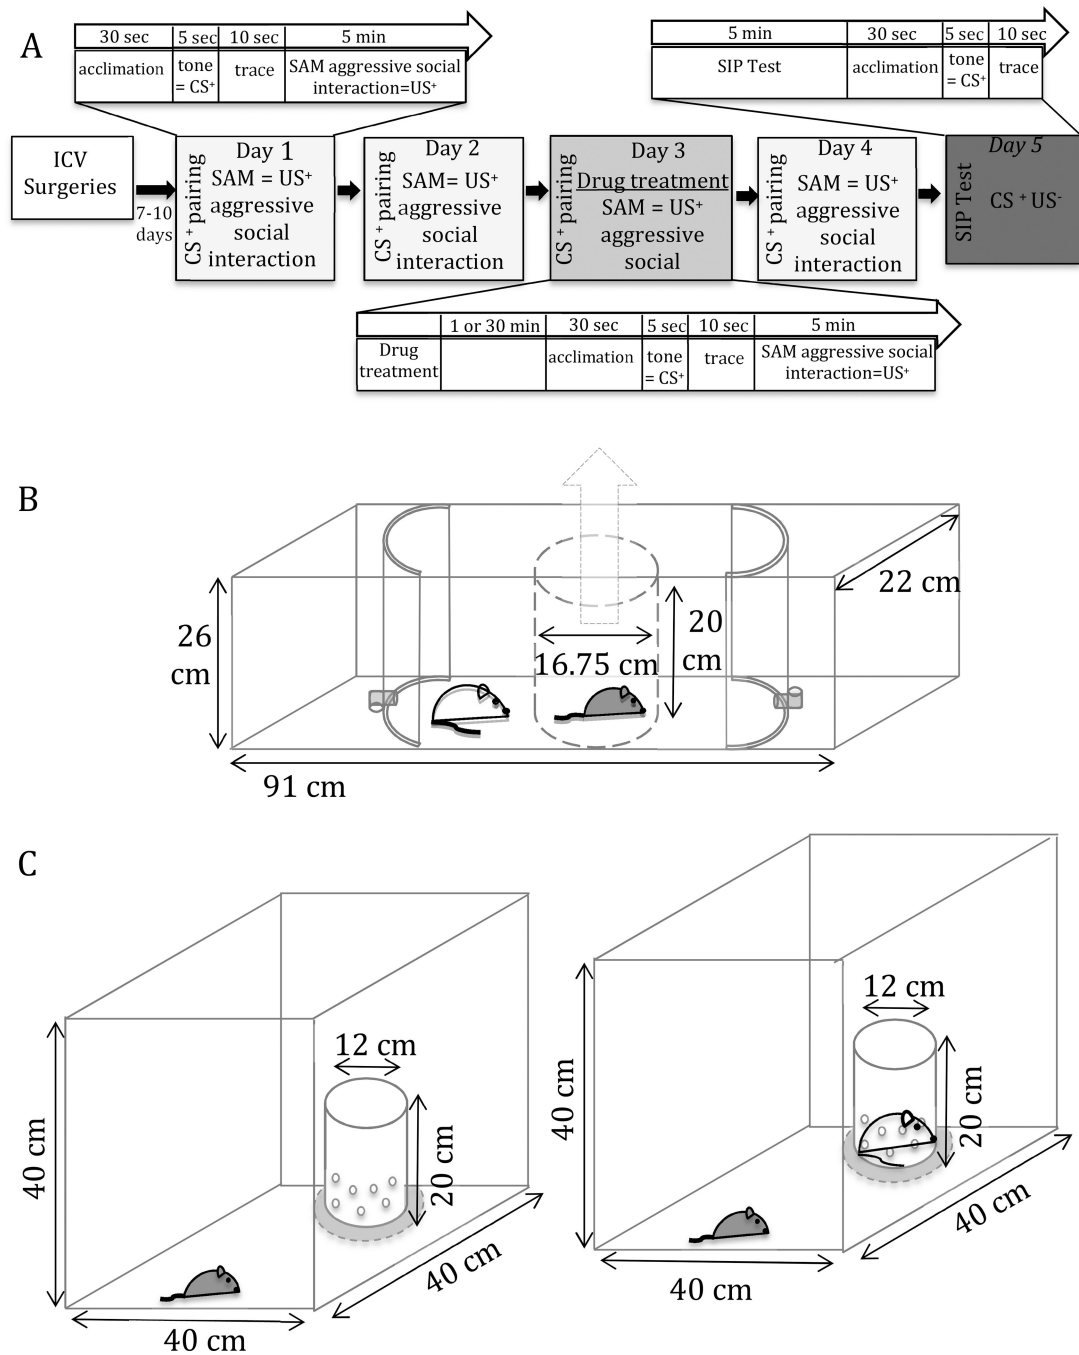 A
30 sec 5 sec 10 sec 5 min
acclimation tone trace SAM aggressive social
= CS⁺ interaction=US⁺
5 min 30 sec 5 sec 10 sec
SIP Test acclimation tone trace
= CS⁺
ICV
Surgeries
7-10
days
CS⁺ pairing
Day 1
SAM = US⁺
aggressive
social
interaction
CS⁺ pairing
Day 2
SAM= US⁺
aggressive
social
interaction
CS⁺ pairing
Day 3
Drug treatment
SAM = US⁺
aggressive
social
CS⁺ pairing
Day 4
SAM = US⁺
aggressive
social
interaction
SIP Test
Day 5
CS⁺ US⁻
1 or 30 min 30 sec 5 sec 10 sec 5 min
Drug acclimation tone trace SAM aggressive social
treatment = CS⁺ interaction=US⁺
B
22 cm
26
cm
20
cm
16.75 cm
91 cm
C
12 cm
40 cm
20 cm
40 cm
40 cm
12 cm
40 cm
20 cm
40 cm
40 cm